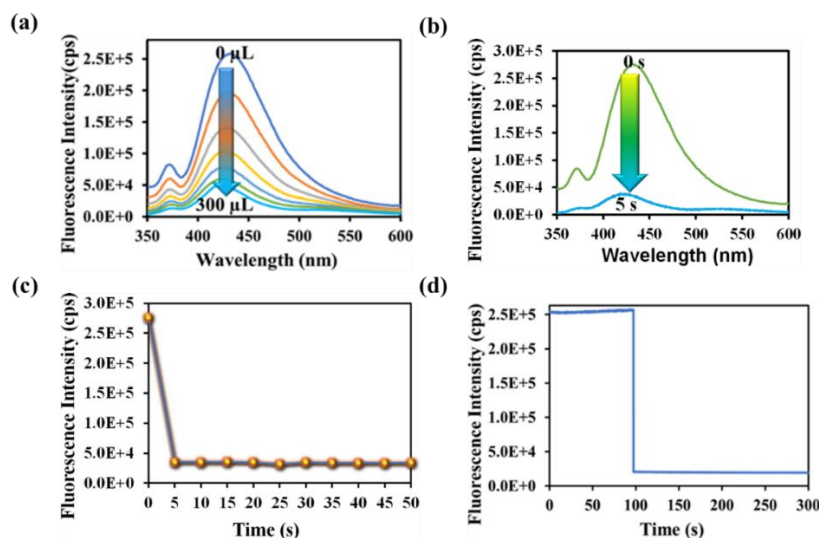 (a)
Fluorescence Intensity(cps)
2.5E+5
2.0E+5
1.5E+5
1.0E+5
5.0E+4
0.0E+0
0 µL
300 µL
350 400 450 500 550 600
Wavelength (nm)
(b)
Fluorescence Intensity (cps)
3.0E+5
2.5E+5
2.0E+5
1.5E+5
1.0E+5
5.0E+4
0.0E+0
0 s
5 s
350 400 450 500 550 600
Wavelength (nm)
(c)
Fluorescence Intensity (cps)
3.0E+5
2.5E+5
2.0E+5
1.5E+5
1.0E+5
5.0E+4
0.0E+0
0 5 10 15 20 25 30 35 40 45 50
Time (s)
(d)
Fluorescence Intensity (cps)
2.5E+5
2.0E+5
1.5E+5
1.0E+5
5.0E+4
0.0E+0
0 50 100 150 200 250 300
Time (s)